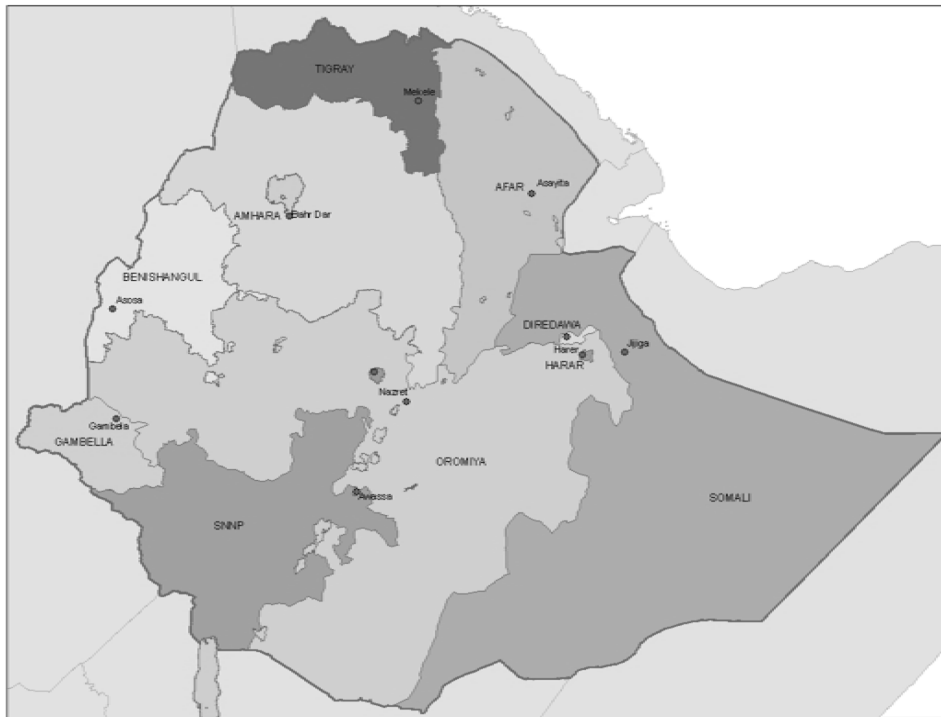 TIGRAY
Mekele
AFAR
Asayita
AMHARA
Bahr Dar
BENISHANGUL
Asosa
DIREDAWA
Harer
Jijiga
HARAR
Nazret
Gambela
GAMBELLA
OROMIYA
Awassa
SOMALI
SNNP